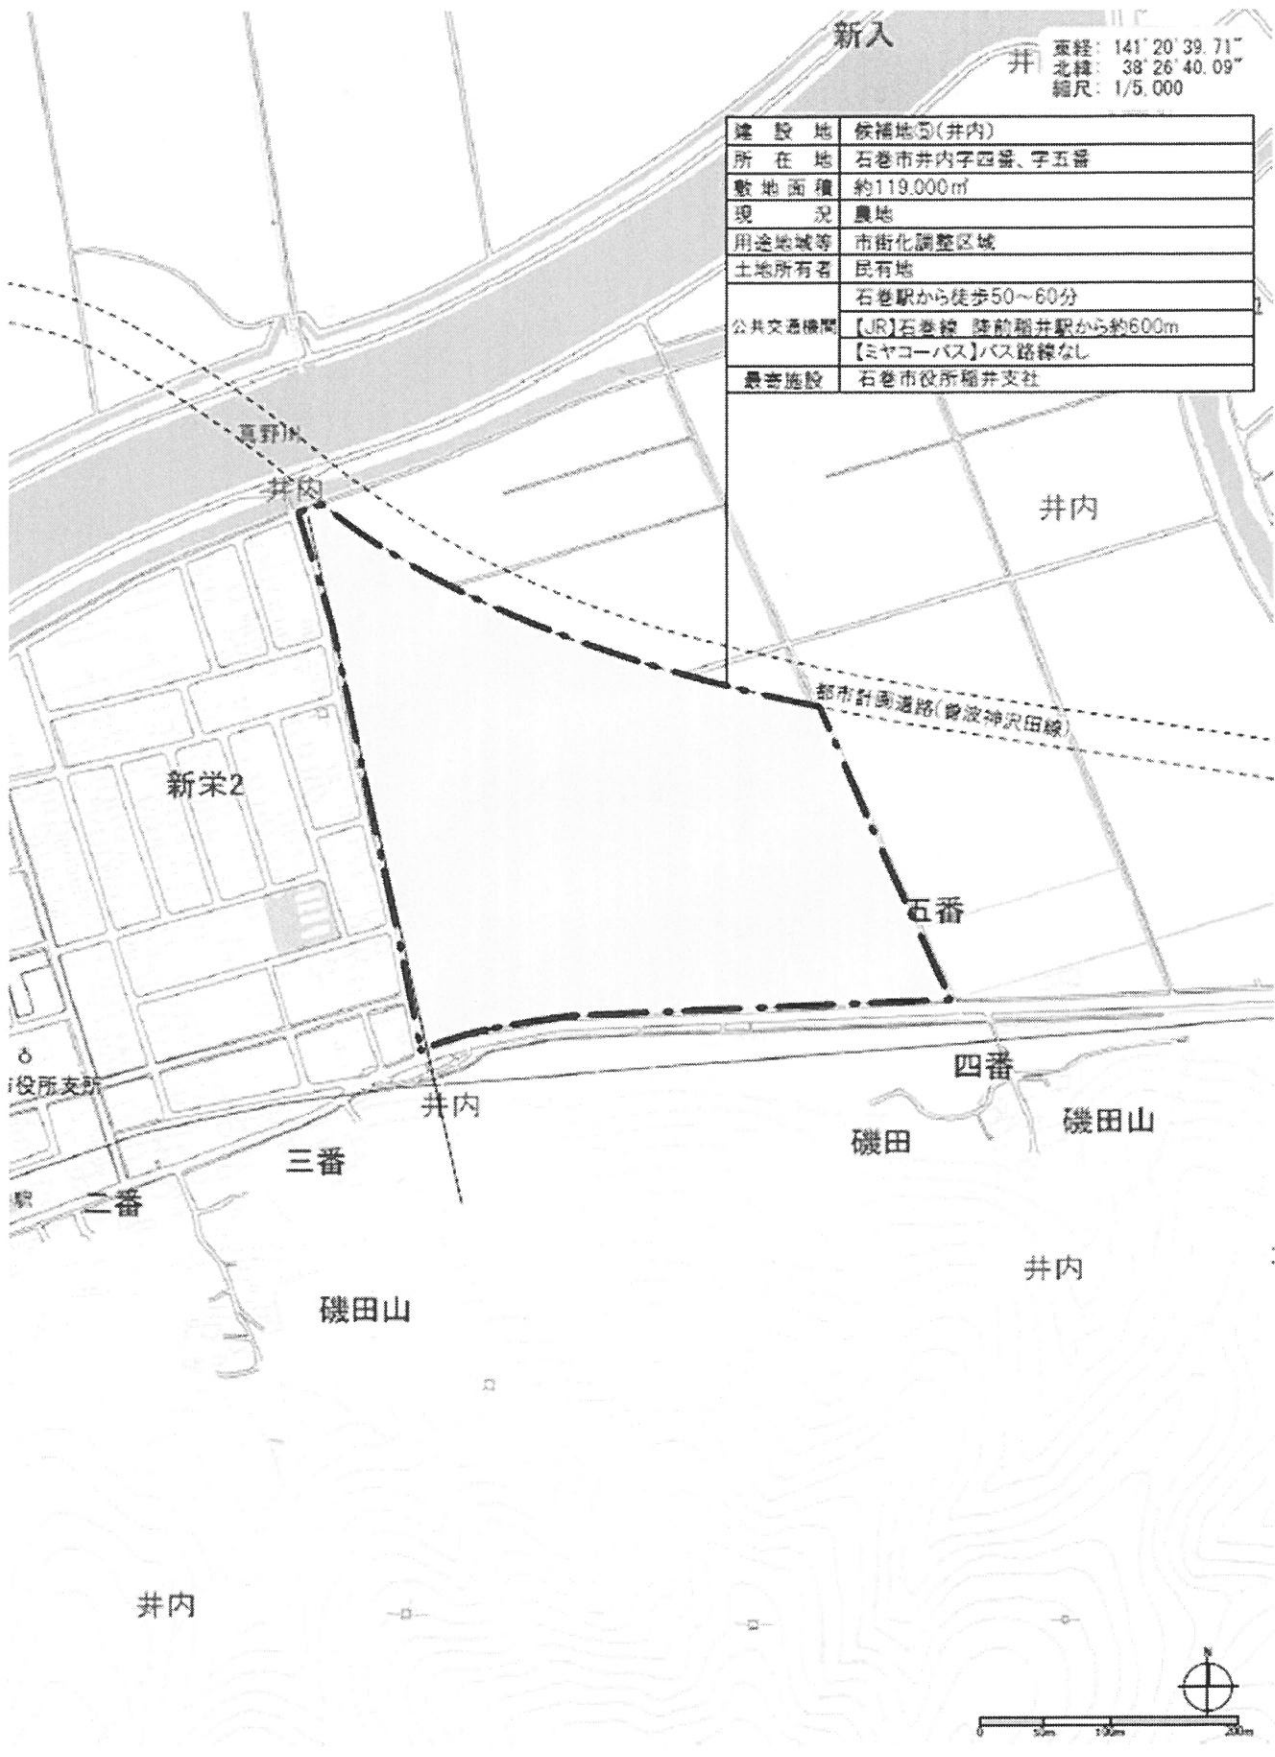 新入
井
東経: 141°20'39.71"
北緯: 38°26'40.09"
縮尺: 1/5,000
建設地 候補地⑤(井内)
所在地 石巻市井内字四番、字五番
敷地面積 約119,000㎡
現況 農地
用途地域等 市街化調整区域
土地所有者 民有地
公共交通機関 石巻駅から徒歩50~60分
【JR】石巻線 陸前稲井駅から約600m
【ミヤコーバス】バス路線なし
最寄施設 石巻市役所稲井支社
真野川
井内
井内
都市計画道路(曽波神沢田線)
新栄2
五番
役所支所
四番
井内
磯田山
磯田
三番
駅
二番
井内
磯田山
井内
N
0 50m 100m 200m